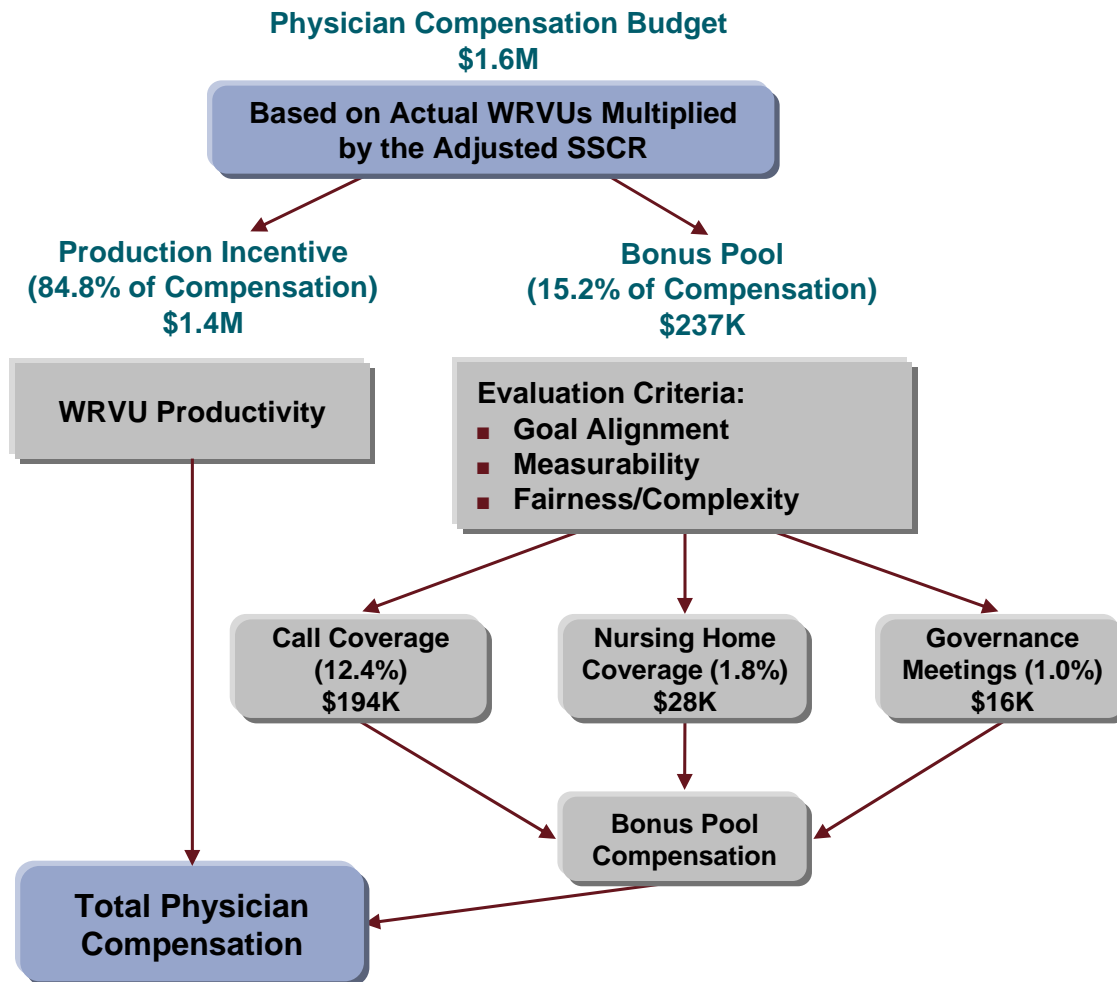 Physician Compensation Budget
$1.6M
Based on Actual WRVUs Multiplied
by the Adjusted SSCR
Production Incentive
(84.8% of Compensation)
$1.4M
Bonus Pool
(15.2% of Compensation)
$237K
WRVU Productivity
Evaluation Criteria:
■ Goal Alignment
■ Measurability
■ Fairness/Complexity
Call Coverage
(12.4%)
$194K
Nursing Home
Coverage (1.8%)
$28K
Governance
Meetings (1.0%)
$16K
Bonus Pool
Compensation
Total Physician
Compensation